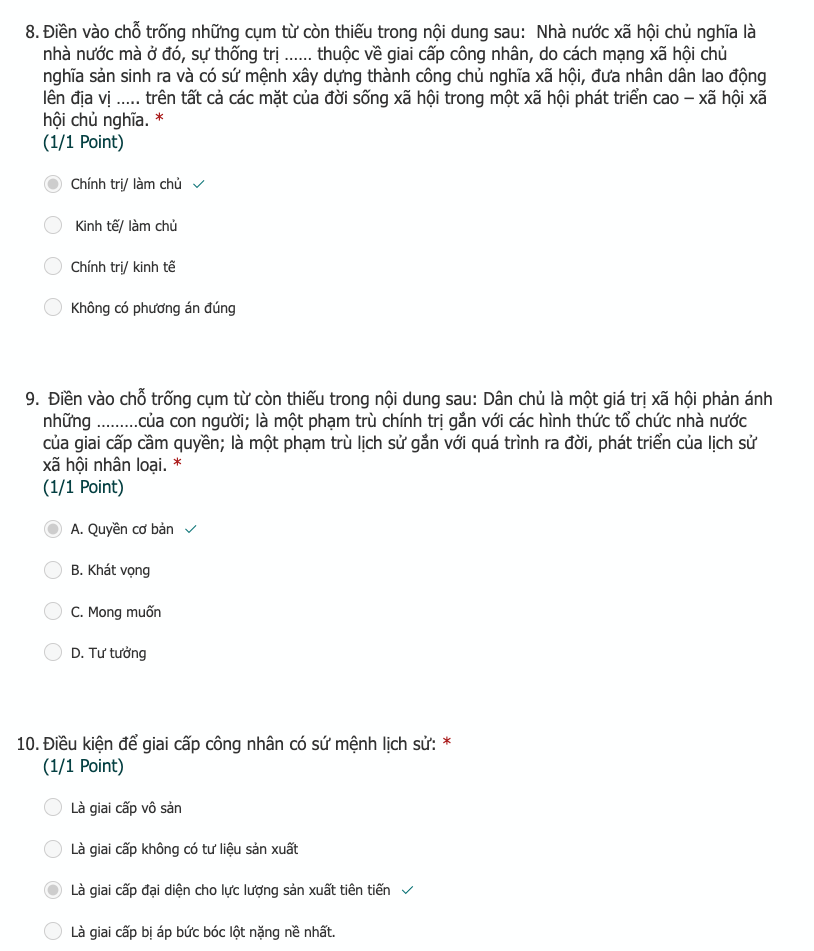 8. Điền vào chỗ trống những cụm từ còn thiếu trong nội dung sau: Nhà nước xã hội chủ nghĩa là
nhà nước mà ở đó, sự thống trị ...... thuộc về giai cấp công nhân, do cách mạng xã hội chủ
nghĩa sản sinh ra và có sứ mệnh xây dựng thành công chủ nghĩa xã hội, đưa nhân dân lao động
lên địa vị ..... trên tất cả các mặt của đời sống xã hội trong một xã hội phát triển cao – xã hội xã
hội chủ nghĩa. *
(1/1 Point)
Chính trị/ làm chủ
Kinh tế/ làm chủ
Chính trị/ kinh tế
Không có phương án đúng
9. Điền vào chỗ trống cụm từ còn thiếu trong nội dung sau: Dân chủ là một giá trị xã hội phản ánh
những .........của con người; là một phạm trù chính trị gắn với các hình thức tổ chức nhà nước
của giai cấp cầm quyền; là một phạm trù lịch sử gắn với quá trình ra đời, phát triển của lịch sử
xã hội nhân loại. *
(1/1 Point)
A. Quyền cơ bản
B. Khát vọng
C. Mong muốn
D. Tư tưởng
10. Điều kiện để giai cấp công nhân có sứ mệnh lịch sử: *
(1/1 Point)
Là giai cấp vô sản
Là giai cấp không có tư liệu sản xuất
Là giai cấp đại diện cho lực lượng sản xuất tiên tiến
Là giai cấp bị áp bức bóc lột nặng nề nhất.